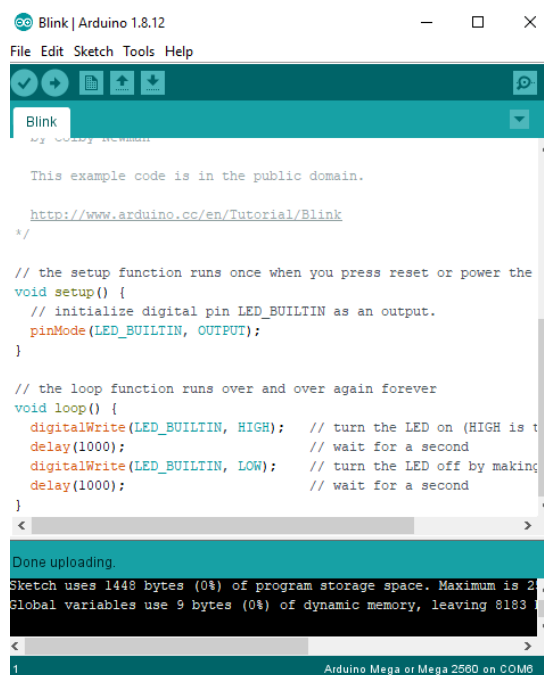 Blink | Arduino 1.8.12
File Edit Sketch Tools Help
Blink
by Colby Newman
This example code is in the public domain.
http://www.arduino.cc/en/Tutorial/Blink
*/
// the setup function runs once when you press reset or power the
void setup() {
// initialize digital pin LED_BUILTIN as an output.
pinMode(LED_BUILTIN, OUTPUT);
}
// the loop function runs over and over again forever
void loop() {
digitalWrite(LED_BUILTIN, HIGH); // turn the LED on (HIGH is t
delay(1000); // wait for a second
digitalWrite(LED_BUILTIN, LOW); // turn the LED off by making
delay(1000); // wait for a second
}
Done uploading.
Sketch uses 1448 bytes (0%) of program storage space. Maximum is 25
Global variables use 9 bytes (0%) of dynamic memory, leaving 8183
1 Arduino Mega or Mega 2560 on COM6